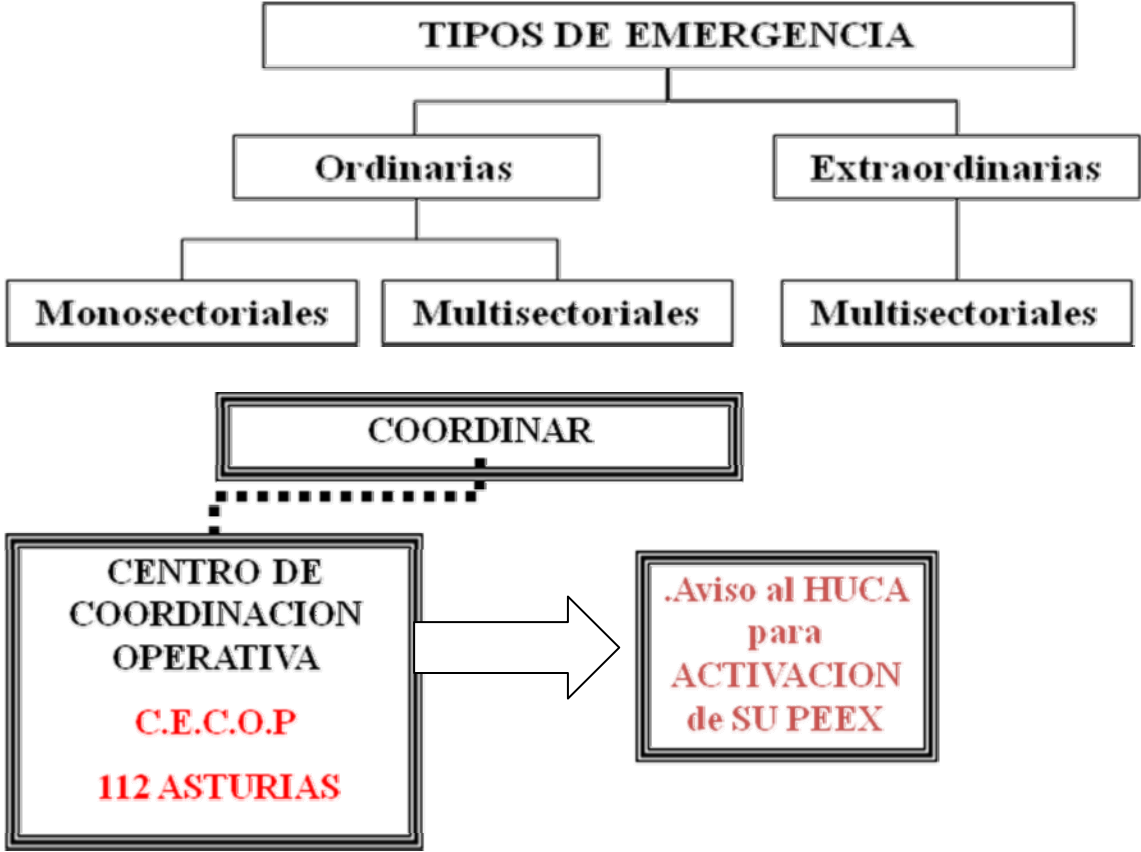 TIPOS DE EMERGENCIA
Ordinarias
Extraordinarias
Monosectoriales
Multisectoriales
Multisectoriales
COORDINAR
CENTRO DE
COORDINACION
OPERATIVA
C.E.C.O.P
112 ASTURIAS
.Aviso al HUCA
para
ACTIVACION
de SU PEEX